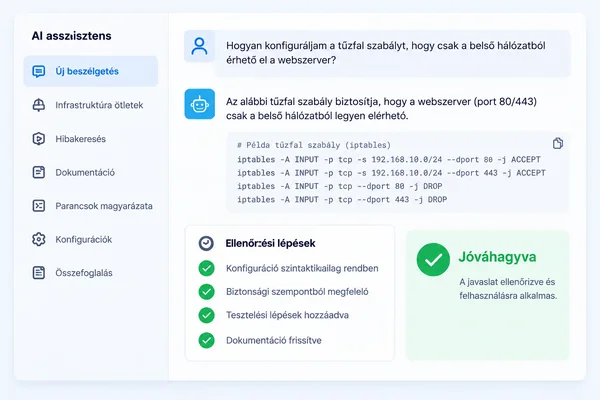 AI asszisztens
Új beszélgetés
Infrastruktúra ötletek
Hibakeresés
Dokumentáció
Parancsok magyarázata
Konfigurációk
Összefoglalás
Hogyan konfiguráljam a tűzfal szabályt, hogy csak a belső hálózatból
érhető el a webszerver?
Az alábbi tűzfal szabály biztosítja, hogy a webszerver (port 80/443)
csak a belső hálózatból legyen elérhető.
# Példa tűzfal szabály (iptables)
iptables -A INPUT -p tcp -s 192.168.10.0/24 --dport 80 -j ACCEPT
iptables -A INPUT -p tcp -s 192.168.10.0/24 --dport 443 -j ACCEPT
iptables -A INPUT -p tcp --dport 80 -j DROP
iptables -A INPUT -p tcp --dport 443 -j DROP
Ellenőrzési lépések
Konfiguráció szintaktikailag rendben
Biztonsági szempontból megfelelő
Tesztelési lépések hozzáadva
Dokumentáció frissítve
Jóváhagyva
A javaslat ellenőrizve és
felhasználásra alkalmas.